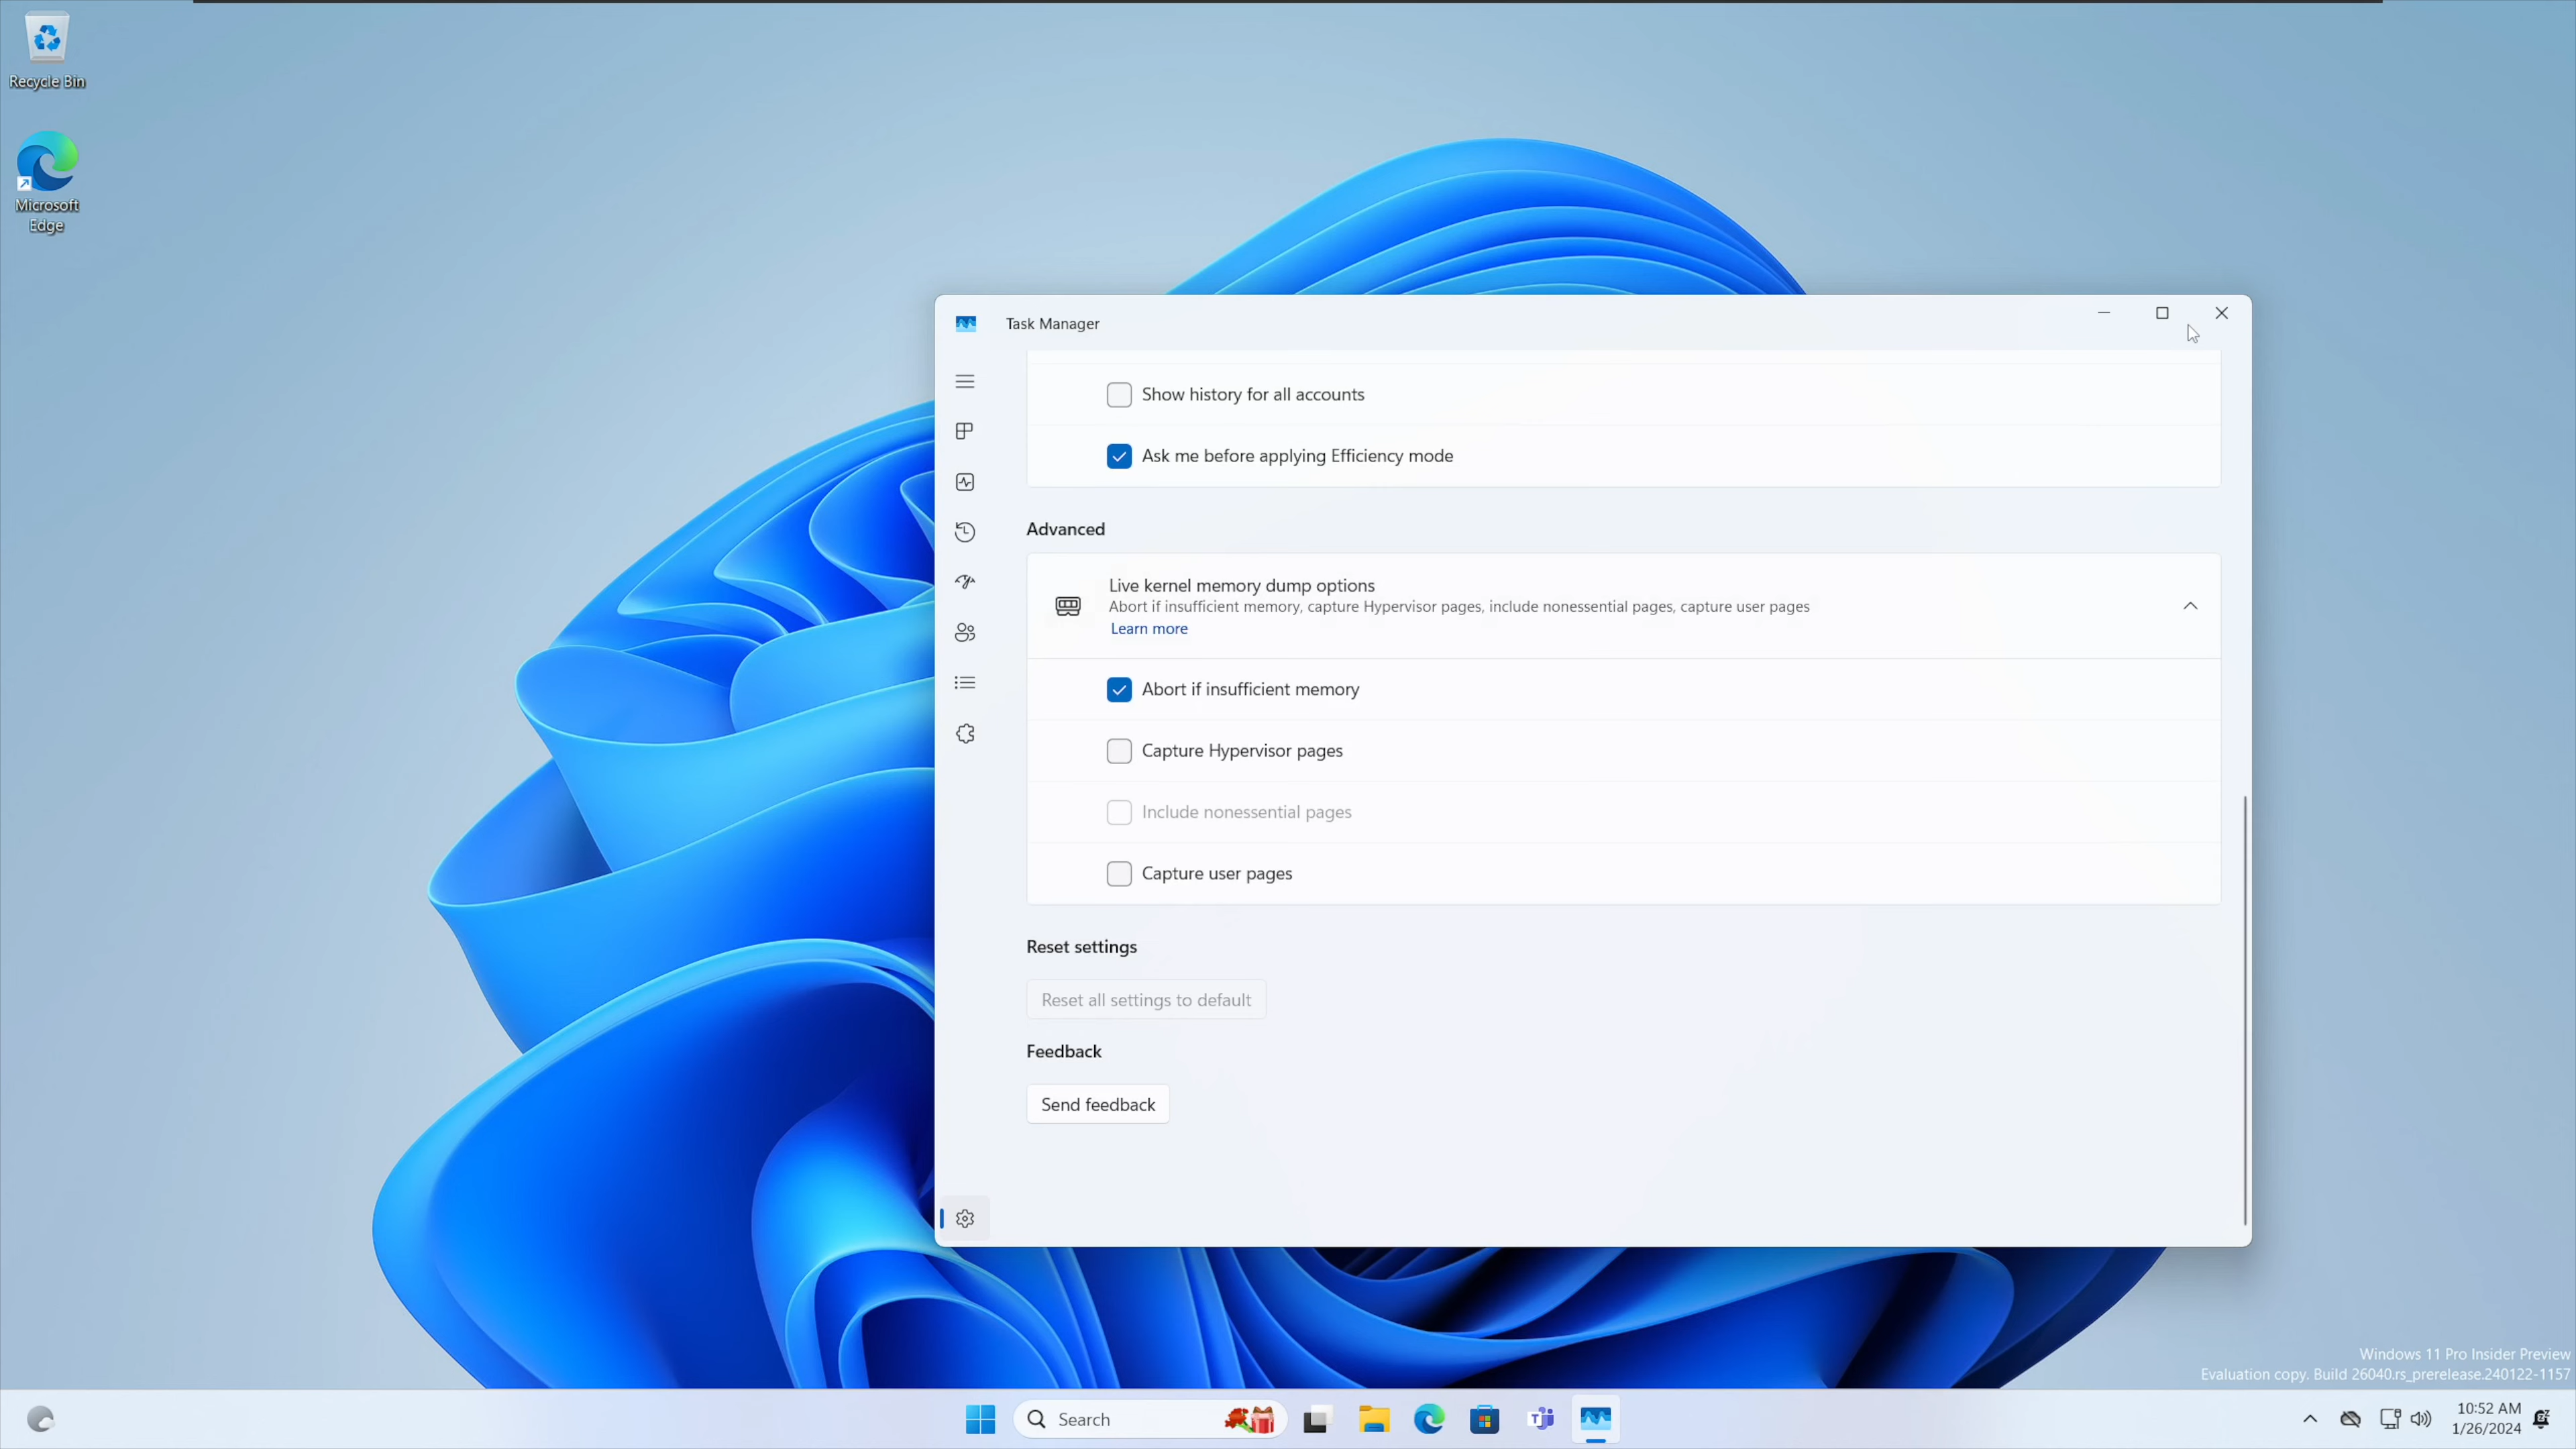 Recycle Bin
Microsoft
Edge
Task Manager
Show history for all accounts
Ask me before applying Efficiency mode
Advanced
Live kernel memory dump options
Abort if insufficient memory, capture Hypervisor pages, include nonessential pages, capture user pages
Learn more
Abort if insufficient memory
Capture Hypervisor pages
Include nonessential pages
Capture user pages
Reset settings
Reset all settings to default
Feedback
Send feedback
Windows 11 Pro Insider Preview
Evaluation copy. Build 26040.rs_prerelease.240122-1157
Search
10:52 AM
1/26/2024